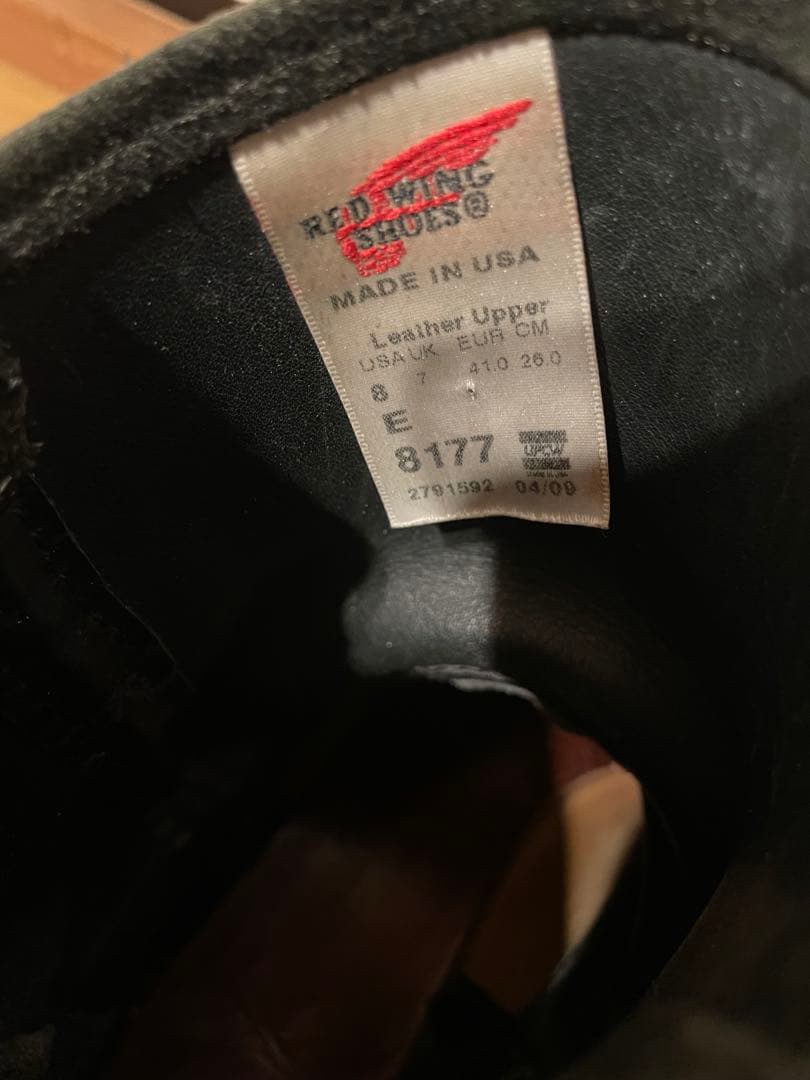 RED WING
SHOES®
MADE IN USA
Leather Upper
USA UK EUR CM
8 7 41.0 26.0
E
8177 UFCW
2791592 04/09